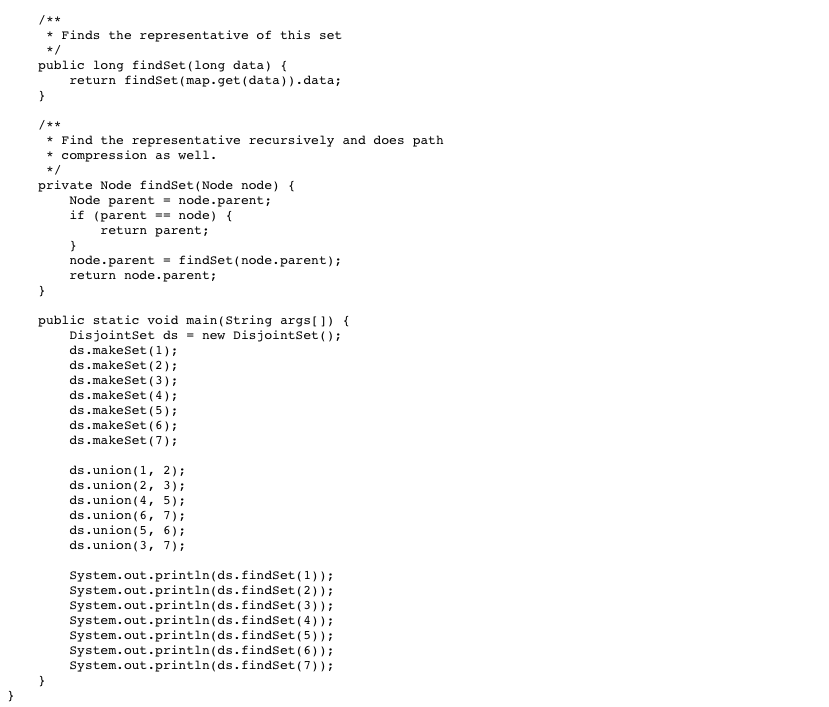 /**
     * Finds the representative of this set
     */
    public long findSet(long data) {
        return findSet(map.get(data)).data;
    }

    /**
     * Find the representative recursively and does path
     * compression as well.
     */
    private Node findSet(Node node) {
        Node parent = node.parent;
        if (parent == node) {
            return parent;
        }
        node.parent = findSet(node.parent);
        return node.parent;
    }

    public static void main(String args[]) {
        DisjointSet ds = new DisjointSet();
        ds.makeSet(1);
        ds.makeSet(2);
        ds.makeSet(3);
        ds.makeSet(4);
        ds.makeSet(5);
        ds.makeSet(6);
        ds.makeSet(7);

        ds.union(1, 2);
        ds.union(2, 3);
        ds.union(4, 5);
        ds.union(6, 7);
        ds.union(5, 6);
        ds.union(3, 7);

        System.out.println(ds.findSet(1));
        System.out.println(ds.findSet(2));
        System.out.println(ds.findSet(3));
        System.out.println(ds.findSet(4));
        System.out.println(ds.findSet(5));
        System.out.println(ds.findSet(6));
        System.out.println(ds.findSet(7));
    }
}